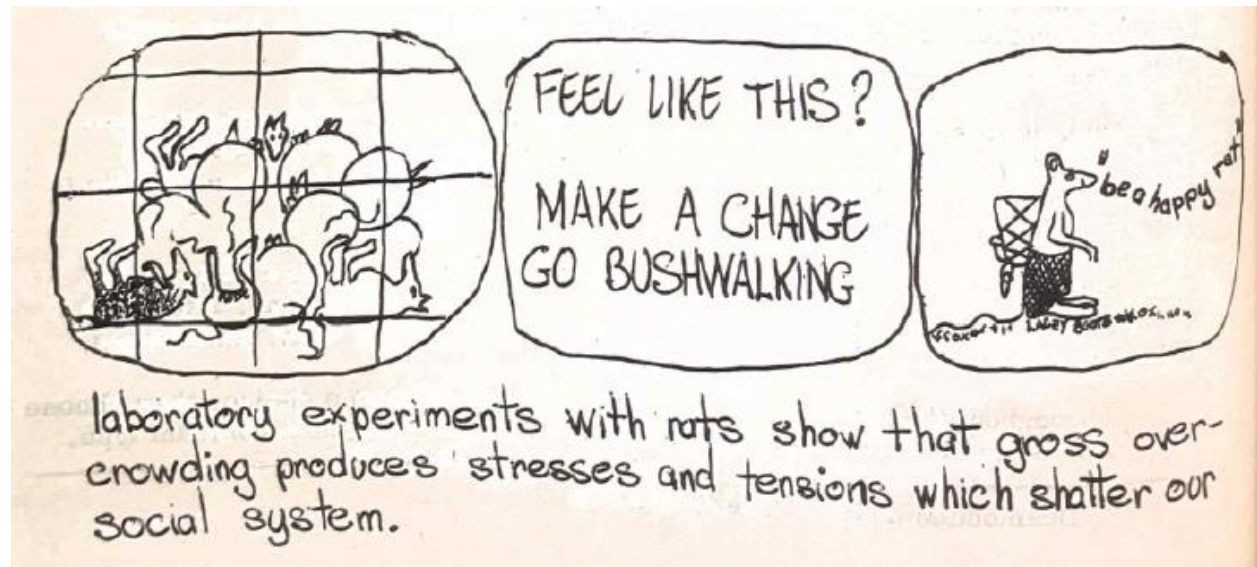 FEEL LIKE THIS?
MAKE A CHANGE
GO BUSHWALKING
"be a happy rat"
laboratory experiments with rats show that gross over-
crowding produces stresses and tensions which shatter our
social system.